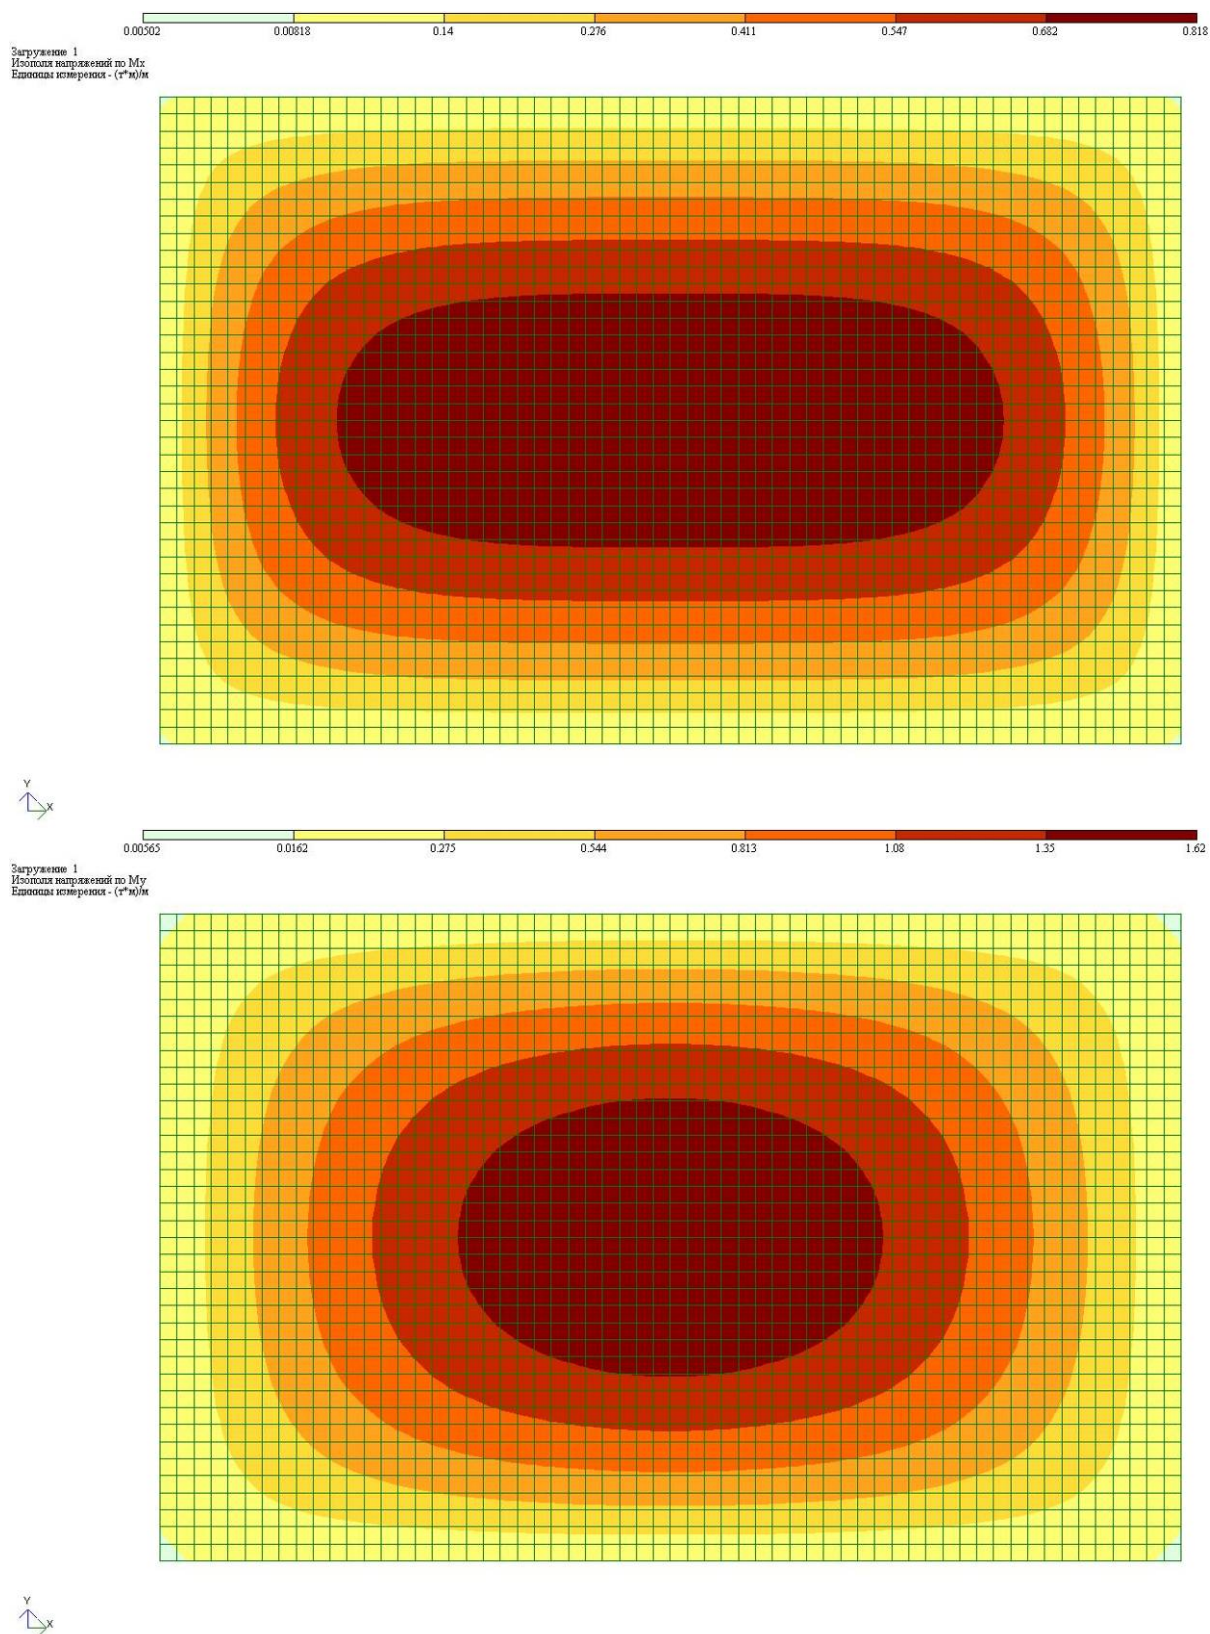 0.00502 0.00818 0.14 0.276 0.411 0.547 0.682 0.818
Загружение 1
Изополя напряжений по Mx
Единицы измерения - (т*м)/м
Y
X
0.00565 0.0162 0.275 0.544 0.813 1.08 1.35 1.62
Загружение 1
Изополя напряжений по My
Единицы измерения - (т*м)/м
Y
X